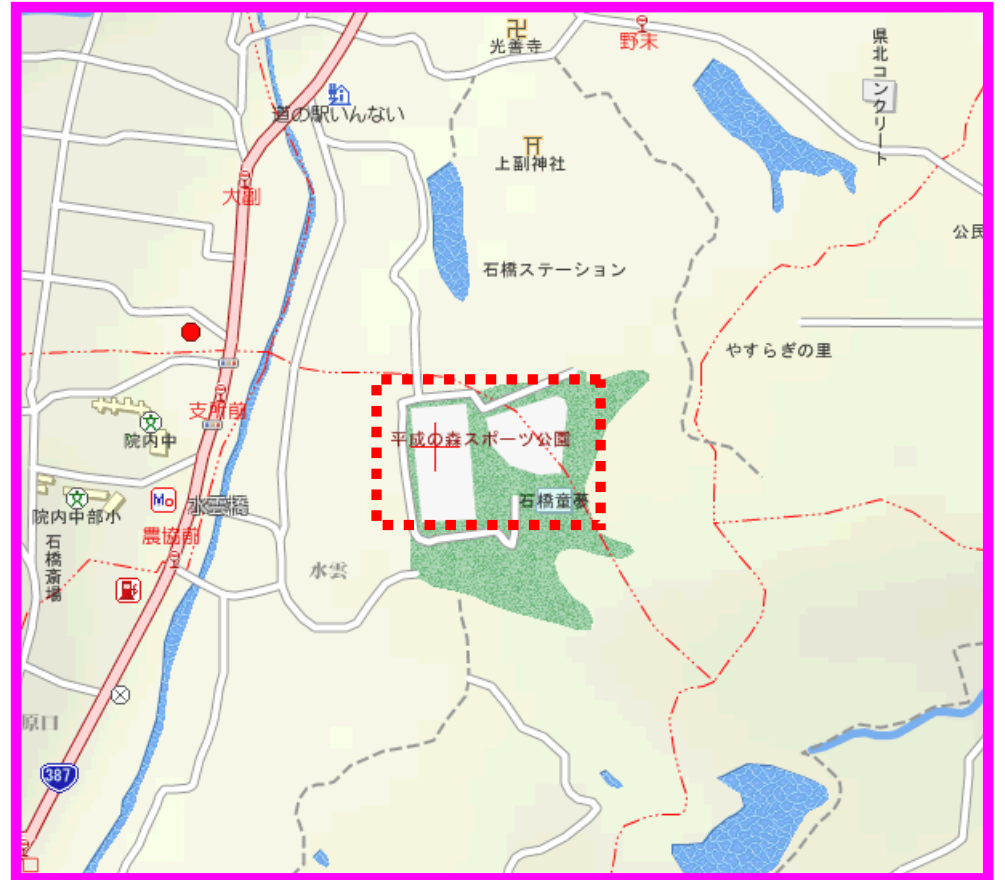 光善寺
野末
県北コンクリート
道の駅いんない
上副神社
大副
公民
石橋ステーション
やすらぎの里
支所前
院内中
平成の森スポーツ公園
石橋童夢
Mo
水雲橋
院内中部小
農協前
石橋斎場
水雲
原口
387